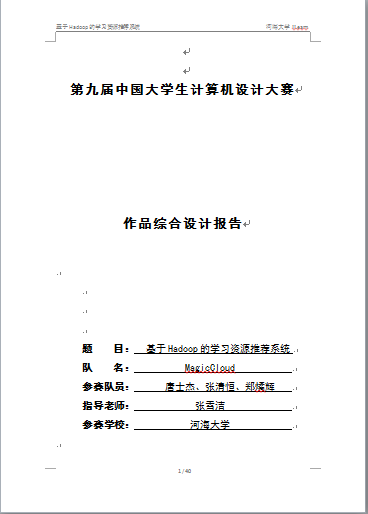 基于Hadoop的学习资源推荐系统 河海大学
第九届中国大学生计算机设计大赛
作品综合设计报告
题 目： 基于Hadoop的学习资源推荐系统
队 名： MagicCloud
参赛队员： 唐士杰、张清恒、郑燏辉
指导老师： 张雪洁
参赛学校： 河海大学
1 / 40